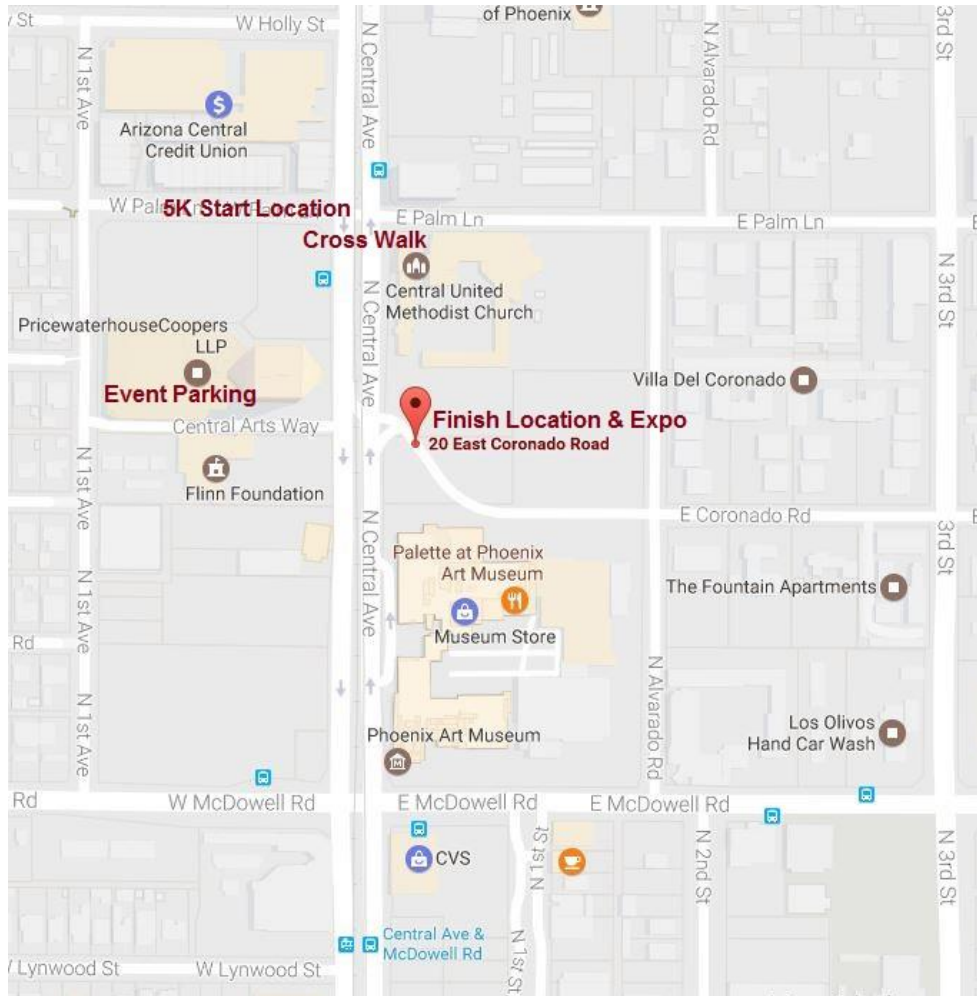 y St
W Holly St
of Phoenix
N 1st Ave
N Central Ave
N Alvarado Rd
3rd St
Arizona Central
Credit Union
W Palm
5K Start Location
E Palm Ln
E Palm Ln
Cross Walk
Central United
Methodist Church
N Central Ave
N 3rd St
PricewaterhouseCoopers
LLP
Villa Del Coronado
Event Parking
Finish Location & Expo
20 East Coronado Road
Central Arts Way
Flinn Foundation
N 1st Ave
E Coronado Rd
Palette at Phoenix
Art Museum
N Central Ave
3rd St
The Fountain Apartments
N 1st Ave
Museum Store
Rd
N Alvarado Rd
N 1st Ave
Phoenix Art Museum
Los Olivos
Hand Car Wash
Rd
W McDowell Rd
E McDowell Rd
E McDowell Rd
CVS
N 1st St
N 2nd St
N 3rd St
Central Ave &
McDowell Rd
N 1st St
W Lynwood St
W Lynwood St